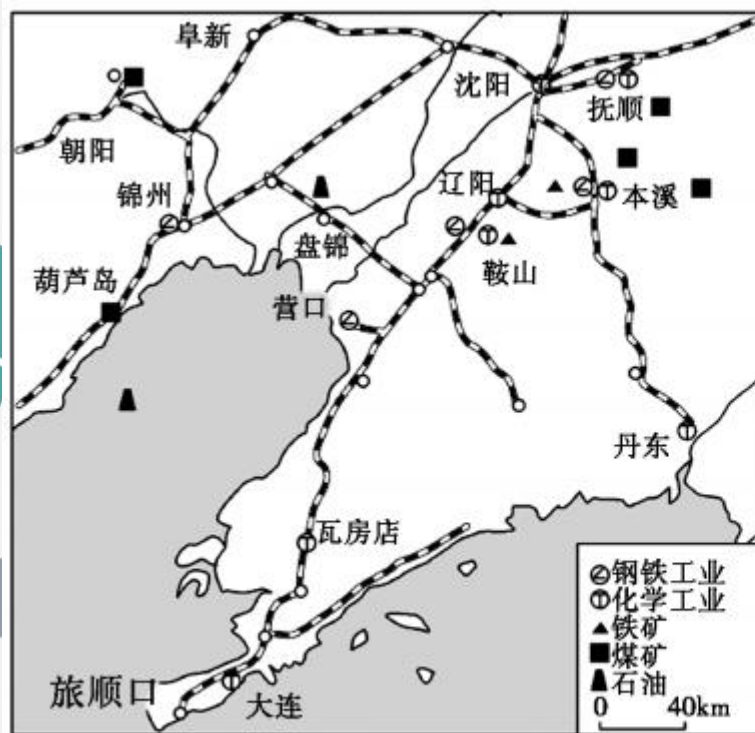 阜新
沈阳
抚顺
朝阳
锦州
辽阳
本溪
盘锦
鞍山
葫芦岛
营口
丹东
瓦房店
旅顺口
大连
钢铁工业
化学工业
铁矿
煤矿
石油
0 40km